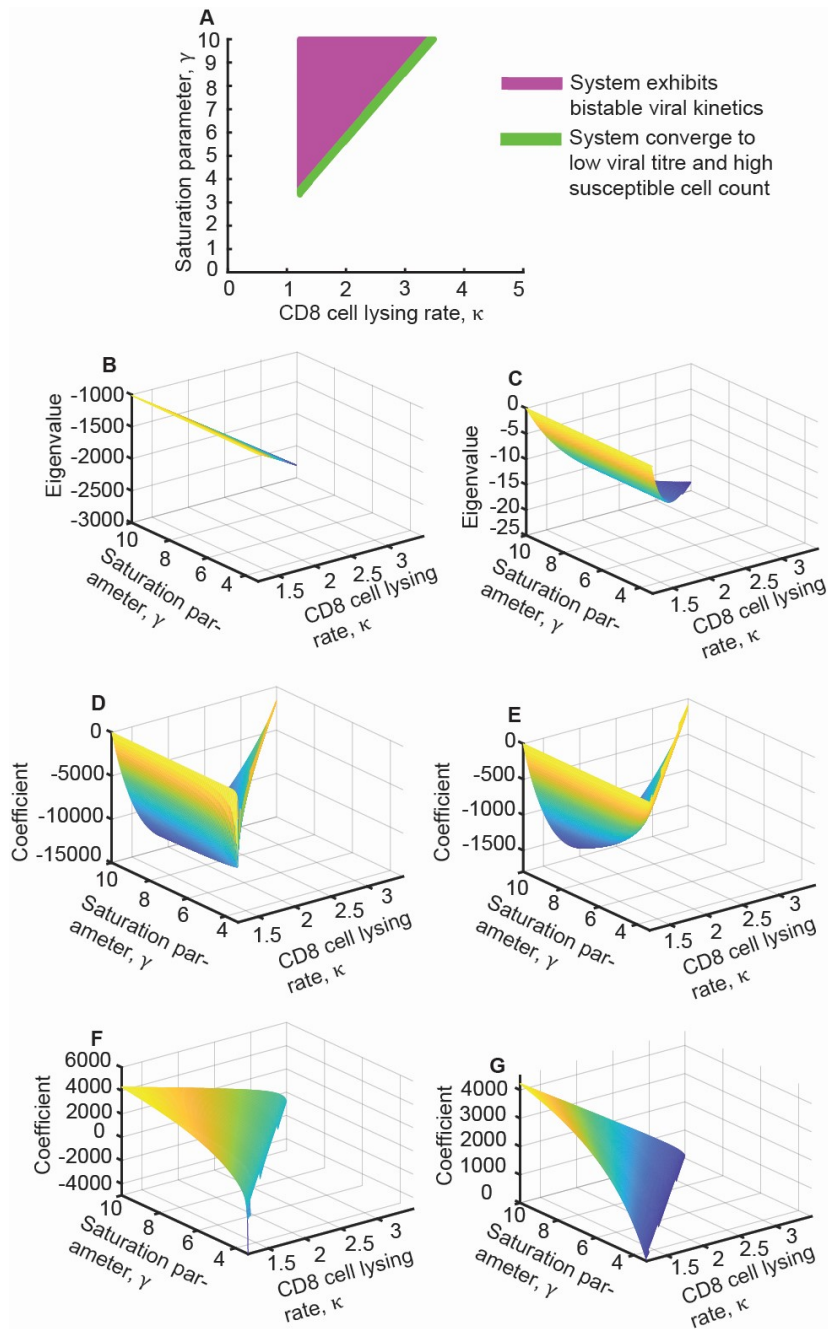 A
10
9
8
7
6
5
4
3
2
1
0
Saturation parameter, γ
0 1 2 3 4 5
CD8 cell lysing rate, κ
System exhibits
bistable viral kinetics
System converge to
low viral titre and high
susceptible cell count
B
-1000
-1500
-2000
-2500
-3000
Eigenvalue
10 8 6 4
Saturation par-
ameter, γ
1.5 2 2.5 3
CD8 cell lysing
rate, κ
C
0
-5
-10
-15
-20
-25
Eigenvalue
10 8 6 4
Saturation par-
ameter, γ
1.5 2 2.5 3
CD8 cell lysing
rate, κ
D
0
-5000
-10000
-15000
Coefficient
10 8 6 4
Saturation par-
ameter, γ
1.5 2 2.5 3
CD8 cell lysing
rate, κ
E
0
-500
-1000
-1500
Coefficient
10 8 6 4
Saturation par-
ameter, γ
1.5 2 2.5 3
CD8 cell lysing
rate, κ
F
6000
4000
2000
0
-2000
-4000
Coefficient
10 8 6 4
Saturation par-
ameter, γ
1.5 2 2.5 3
CD8 cell lysing
rate, κ
G
4000
3000
2000
1000
0
Coefficient
10 8 6 4
Saturation par-
ameter, γ
1.5 2 2.5 3
CD8 cell lysing
rate, κ